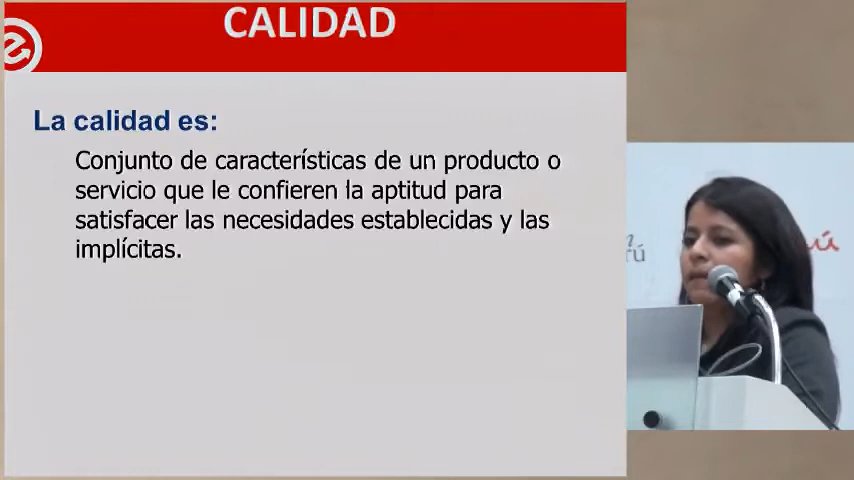 CALIDAD
La calidad es:
Conjunto de características de un producto o
servicio que le confieren la aptitud para
satisfacer las necesidades establecidas y las
implícitas.